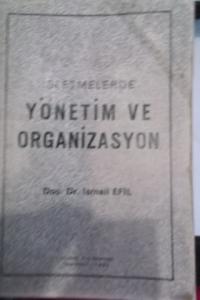 İŞLETMELERDE
YÖNETİM VE
ORGANİZASYON
Doç. Dr. İsmail EFİL